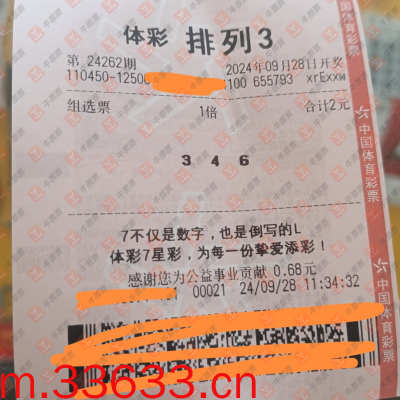 体彩 排列3
第 24262期 2024年09月28日开奖
110450-1250 100 655793 xrExxw
组选票 1倍 合计2元
3 4 6
7不仅是数字，也是倒写的L
体彩7星彩，为每一份挚爱添彩！
感谢您为公益事业贡献 0.68元
00021 24/09/28 11:34:32
中国体育彩票
中国体育彩票
中国体育彩票
m.33633.cn